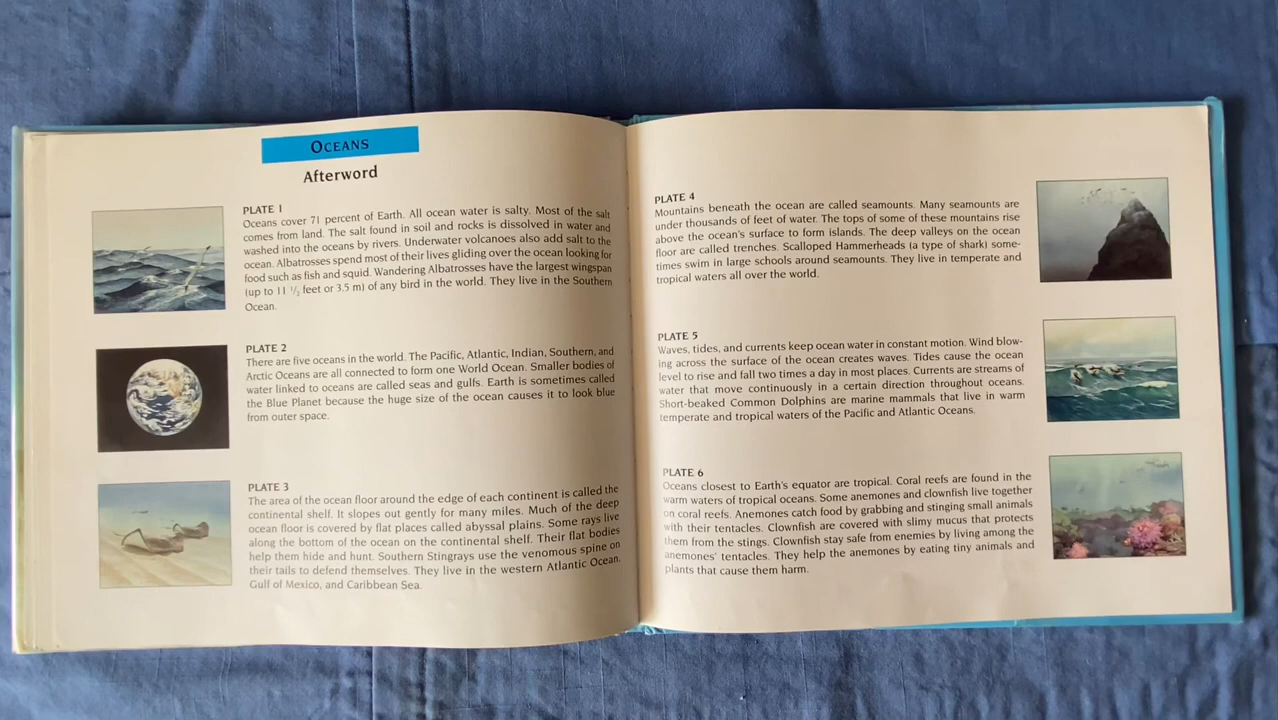 OCEANS
Afterword
PLATE 1
Oceans cover 71 percent of Earth. All ocean water is salty. Most of the salt
comes from land. The salt found in soil and rocks is dissolved in water and
washed into the oceans by rivers. Underwater volcanoes also add salt to the
ocean. Albatrosses spend most of their lives gliding over the ocean looking for
food such as fish and squid. Wandering Albatrosses have the largest wingspan
(up to 11 1/2 feet or 3.5 m) of any bird in the world. They live in the Southern
Ocean.
PLATE 2
There are five oceans in the world. The Pacific, Atlantic, Indian, Southern, and
Arctic Oceans are all connected to form one World Ocean. Smaller bodies of
water linked to oceans are called seas and gulfs. Earth is sometimes called
the Blue Planet because the huge size of the ocean causes it to look blue
from outer space.
PLATE 3
The area of the ocean floor around the edge of each continent is called the
continental shelf. It slopes out gently for many miles. Much of the deep
ocean floor is covered by flat places called abyssal plains. Some rays live
along the bottom of the ocean on the continental shelf. Their flat bodies
help them hide and hunt. Southern Stingrays use the venomous spine on
their tails to defend themselves. They live in the western Atlantic Ocean,
Gulf of Mexico, and Caribbean Sea.
PLATE 4
Mountains beneath the ocean are called seamounts. Many seamounts are
under thousands of feet of water. The tops of some of these mountains rise
above the ocean's surface to form islands. The deep valleys on the ocean
floor are called trenches. Scalloped Hammerheads (a type of shark) some-
times swim in large schools around seamounts. They live in temperate and
tropical waters all over the world.
PLATE 5
Waves, tides, and currents keep ocean water in constant motion. Wind blow-
ing across the surface of the ocean creates waves. Tides cause the ocean
level to rise and fall two times a day in most places. Currents are streams of
water that move continuously in a certain direction throughout oceans.
Short-beaked Common Dolphins are marine mammals that live in warm
temperate and tropical waters of the Pacific and Atlantic Oceans.
PLATE 6
Oceans closest to Earth's equator are tropical. Coral reefs are found in the
warm waters of tropical oceans. Some anemones and clownfish live together
on coral reefs. Anemones catch food by grabbing and stinging small animals
with their tentacles. Clownfish are covered with slimy mucus that protects
them from the stings. Clownfish stay safe from enemies by living among the
anemones' tentacles. They help the anemones by eating tiny animals and
plants that cause them harm.